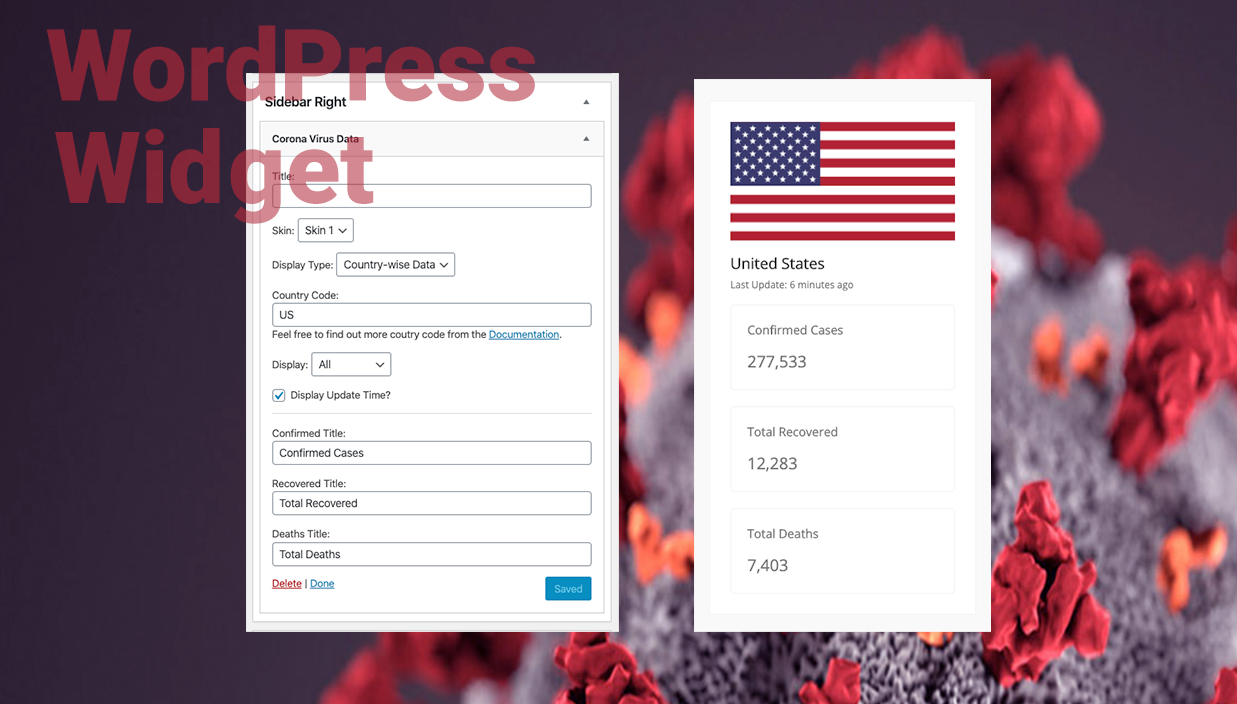 WordPress
Widget
Sidebar Right
Corona Virus Data
Title:
Skin: Skin 1
Display Type: Country-wise Data
Country Code:
US
Feel free to find out more coutry code from the Documentation.
Display: All
Display Update Time?
Confirmed Title:
Confirmed Cases
Recovered Title:
Total Recovered
Deaths Title:
Total Deaths
Delete | Done
Saved
United States
Last Update: 6 minutes ago
Confirmed Cases
277,533
Total Recovered
12,283
Total Deaths
7,403